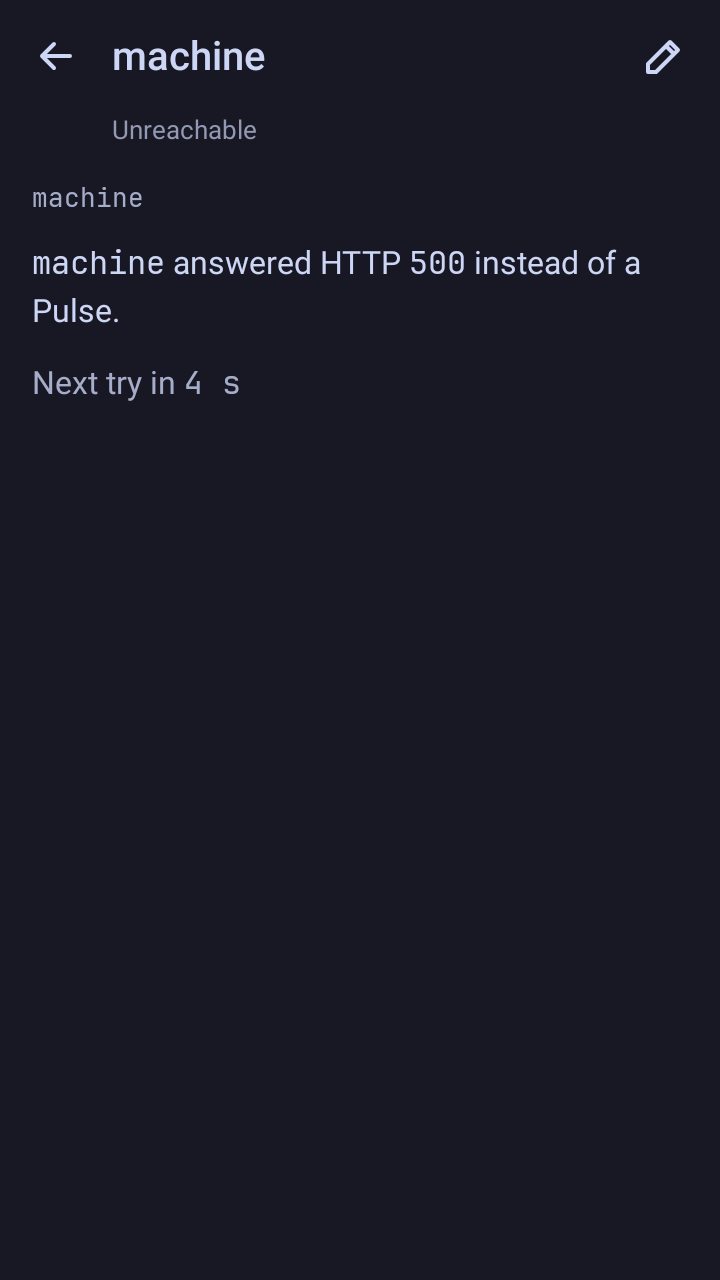 machine
Unreachable
machine
machine answered HTTP 500 instead of a
Pulse.
Next try in 4 s